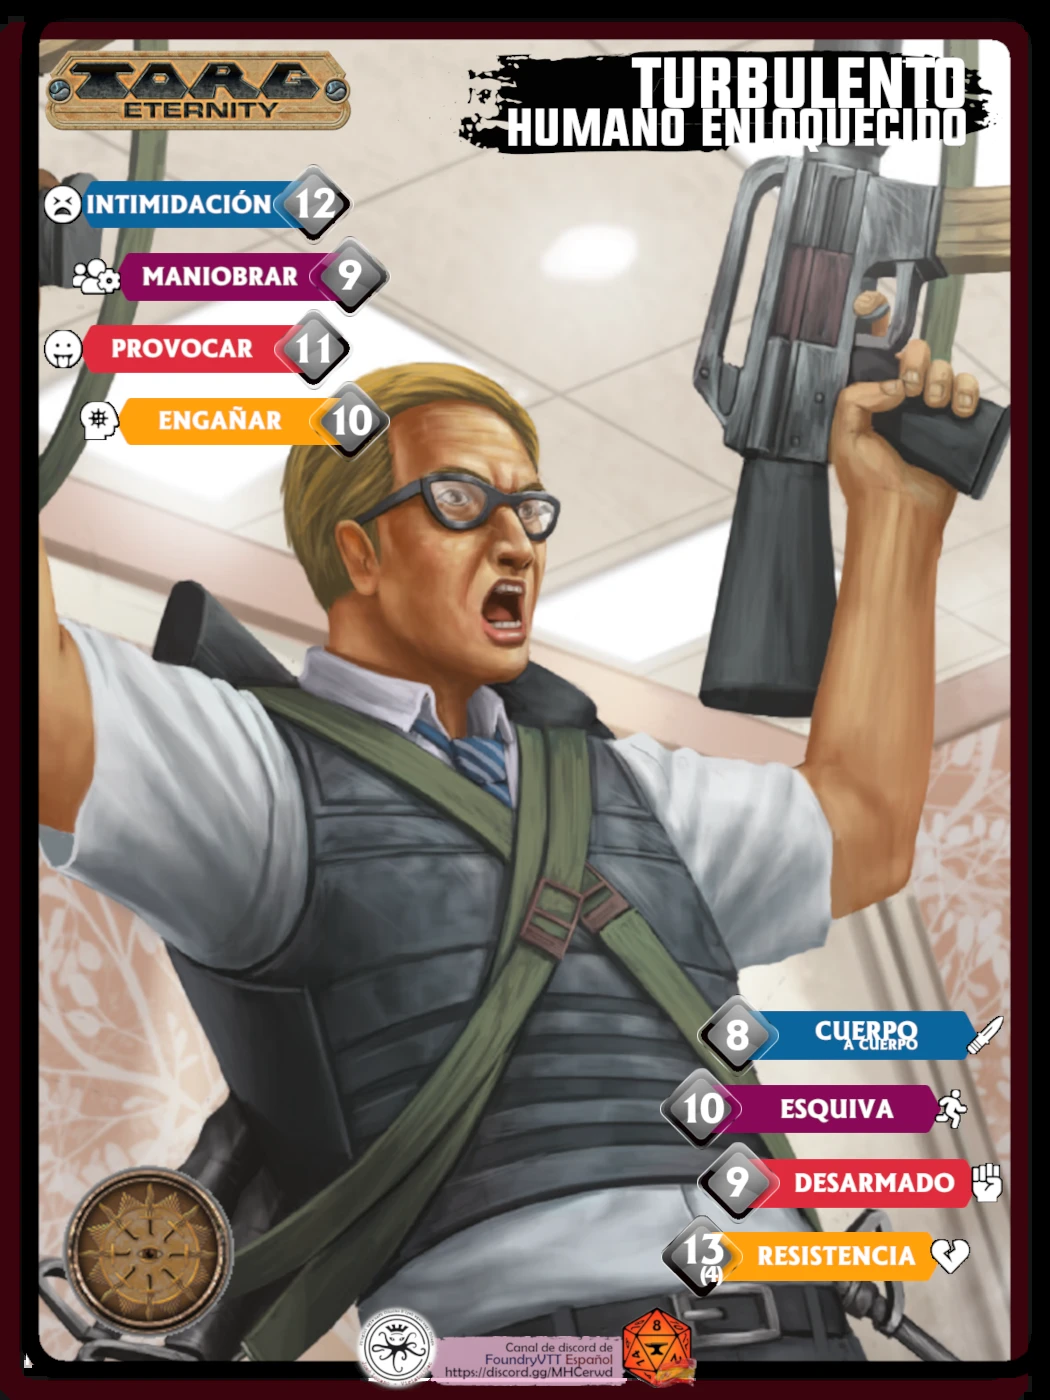 TORG
ETERNITY
TURBULENTO
HUMANO ENLOQUECIDO
INTIMIDACIÓN 12
MANIOBRAR 9
PROVOCAR 11
ENGAÑAR 10
8 CUERPO
A CUERPO
10 ESQUIVA
9 DESARMADO
13 RESISTENCIA
(4)
Canal de discord de
FoundryVTT Español
https://discord.gg/MHCerwd
8